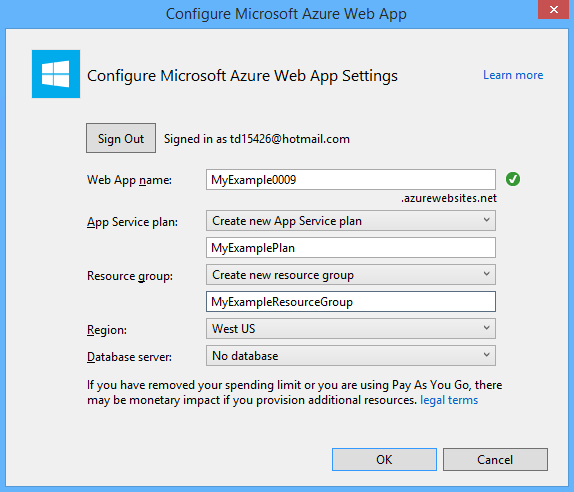 Configure Microsoft Azure Web App
Configure Microsoft Azure Web App Settings
Learn more
Sign Out
Signed in as td15426@hotmail.com
Web App name:
MyExample0009
.azurewebsites.net
App Service plan:
Create new App Service plan
MyExamplePlan
Resource group:
Create new resource group
MyExampleResourceGroup
Region:
West US
Database server:
No database
If you have removed your spending limit or you are using Pay As You Go, there
may be monetary impact if you provision additional resources. legal terms
OK
Cancel